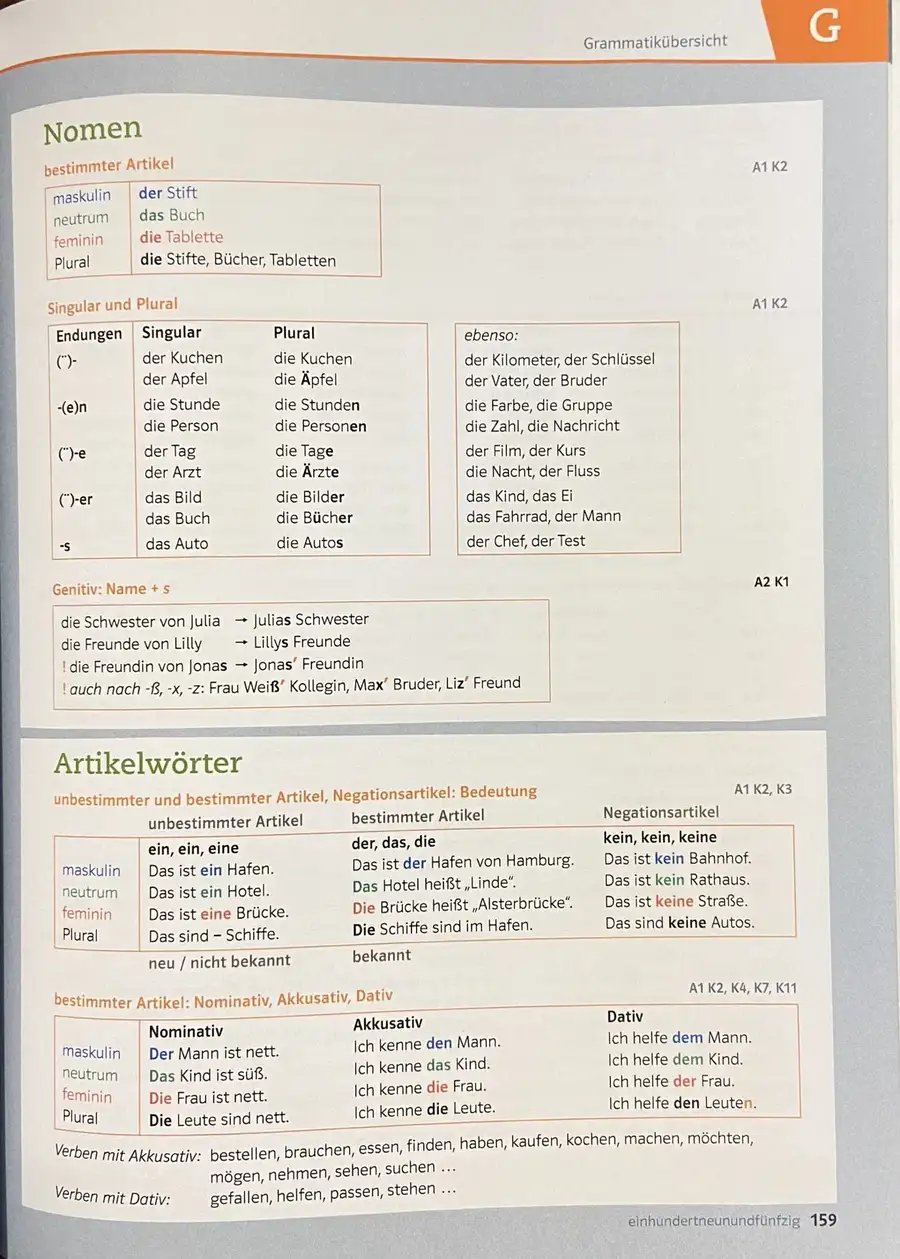 Grammatikübersicht
G
Nomen
bestimmter Artikel A1 K2
maskulin der Stift
neutrum das Buch
feminin die Tablette
Plural die Stifte, Bücher, Tabletten
Singular und Plural A1 K2
Endungen Singular Plural ebenso:
(¨)- der Kuchen die Kuchen der Kilometer, der Schlüssel
der Apfel die Äpfel der Vater, der Bruder
-(e)n die Stunde die Stunden die Farbe, die Gruppe
die Person die Personen die Zahl, die Nachricht
(¨)-e der Tag die Tage der Film, der Kurs
der Arzt die Ärzte die Nacht, der Fluss
(¨)-er das Bild die Bilder das Kind, das Ei
das Buch die Bücher das Fahrrad, der Mann
-s das Auto die Autos der Chef, der Test
Genitiv: Name + s A2 K1
die Schwester von Julia → Julias Schwester
die Freunde von Lilly → Lillys Freunde
! die Freundin von Jonas → Jonas' Freundin
! auch nach -ß, -x, -z: Frau Weiß' Kollegin, Max' Bruder, Liz' Freund
Artikelwörter
unbestimmter und bestimmter Artikel, Negationsartikel: Bedeutung A1 K2, K3
unbestimmter Artikel bestimmter Artikel Negationsartikel
ein, ein, eine der, das, die kein, kein, keine
maskulin Das ist ein Hafen. Das ist der Hafen von Hamburg. Das ist kein Bahnhof.
neutrum Das ist ein Hotel. Das Hotel heißt „Linde“. Das ist kein Rathaus.
feminin Das ist eine Brücke. Die Brücke heißt „Alsterbrücke“. Das ist keine Straße.
Plural Das sind – Schiffe. Die Schiffe sind im Hafen. Das sind keine Autos.
neu / nicht bekannt bekannt
bestimmter Artikel: Nominativ, Akkusativ, Dativ A1 K2, K4, K7, K11
Nominativ Akkusativ Dativ
maskulin Der Mann ist nett. Ich kenne den Mann. Ich helfe dem Mann.
neutrum Das Kind ist süß. Ich kenne das Kind. Ich helfe dem Kind.
feminin Die Frau ist nett. Ich kenne die Frau. Ich helfe der Frau.
Plural Die Leute sind nett. Ich kenne die Leute. Ich helfe den Leuten.
Verben mit Akkusativ: bestellen, brauchen, essen, finden, haben, kaufen, kochen, machen, möchten,
mögen, nehmen, sehen, suchen ...
Verben mit Dativ: gefallen, helfen, passen, stehen ...
einhundertneunundfünfzig 159